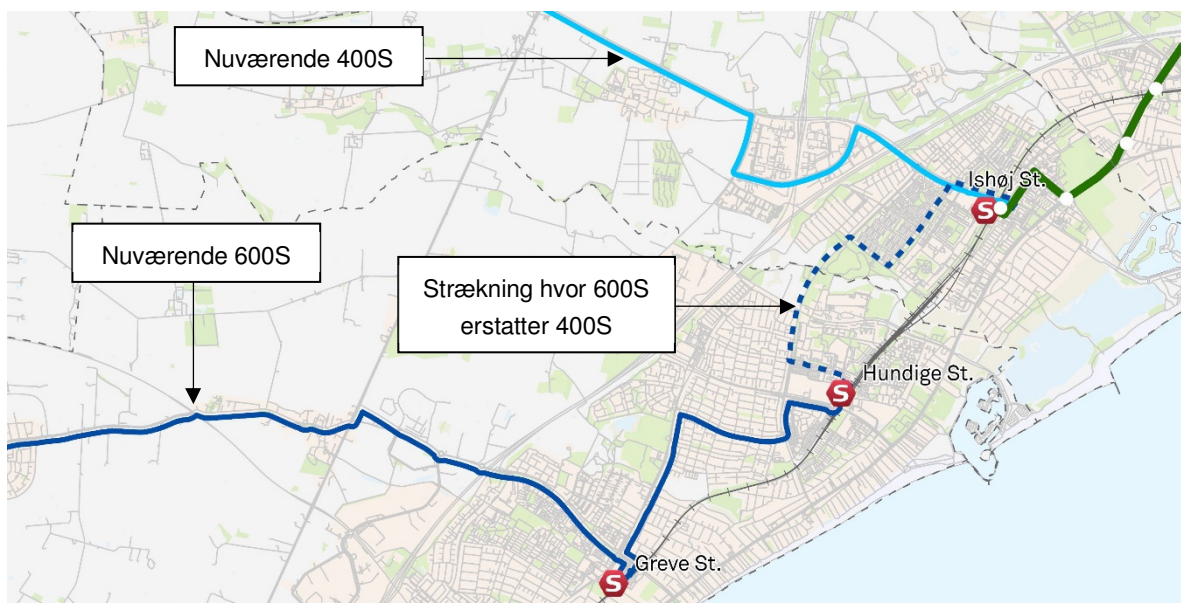 Nuværende 400S
Ishøj St.
S
Nuværende 600S
Strækning hvor 600S
erstatter 400S
Hundige St.
S
Greve St.
S